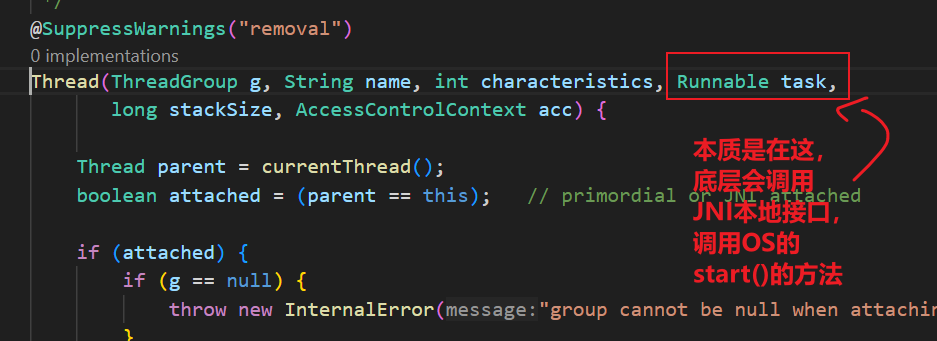 */
@SuppressWarnings("removal")
0 implementations
Thread(ThreadGroup g, String name, int characteristics, Runnable task,
long stackSize, AccessControlContext acc) {
Thread parent = currentThread();
boolean attached = (parent == this);   // primordial or JNI attached
if (attached) {
if (g == null) {
throw new InternalError(message:"group cannot be null when attachin
}
本质是在这，
底层会调用
JNI本地接口，
调用OS的
start()的方法